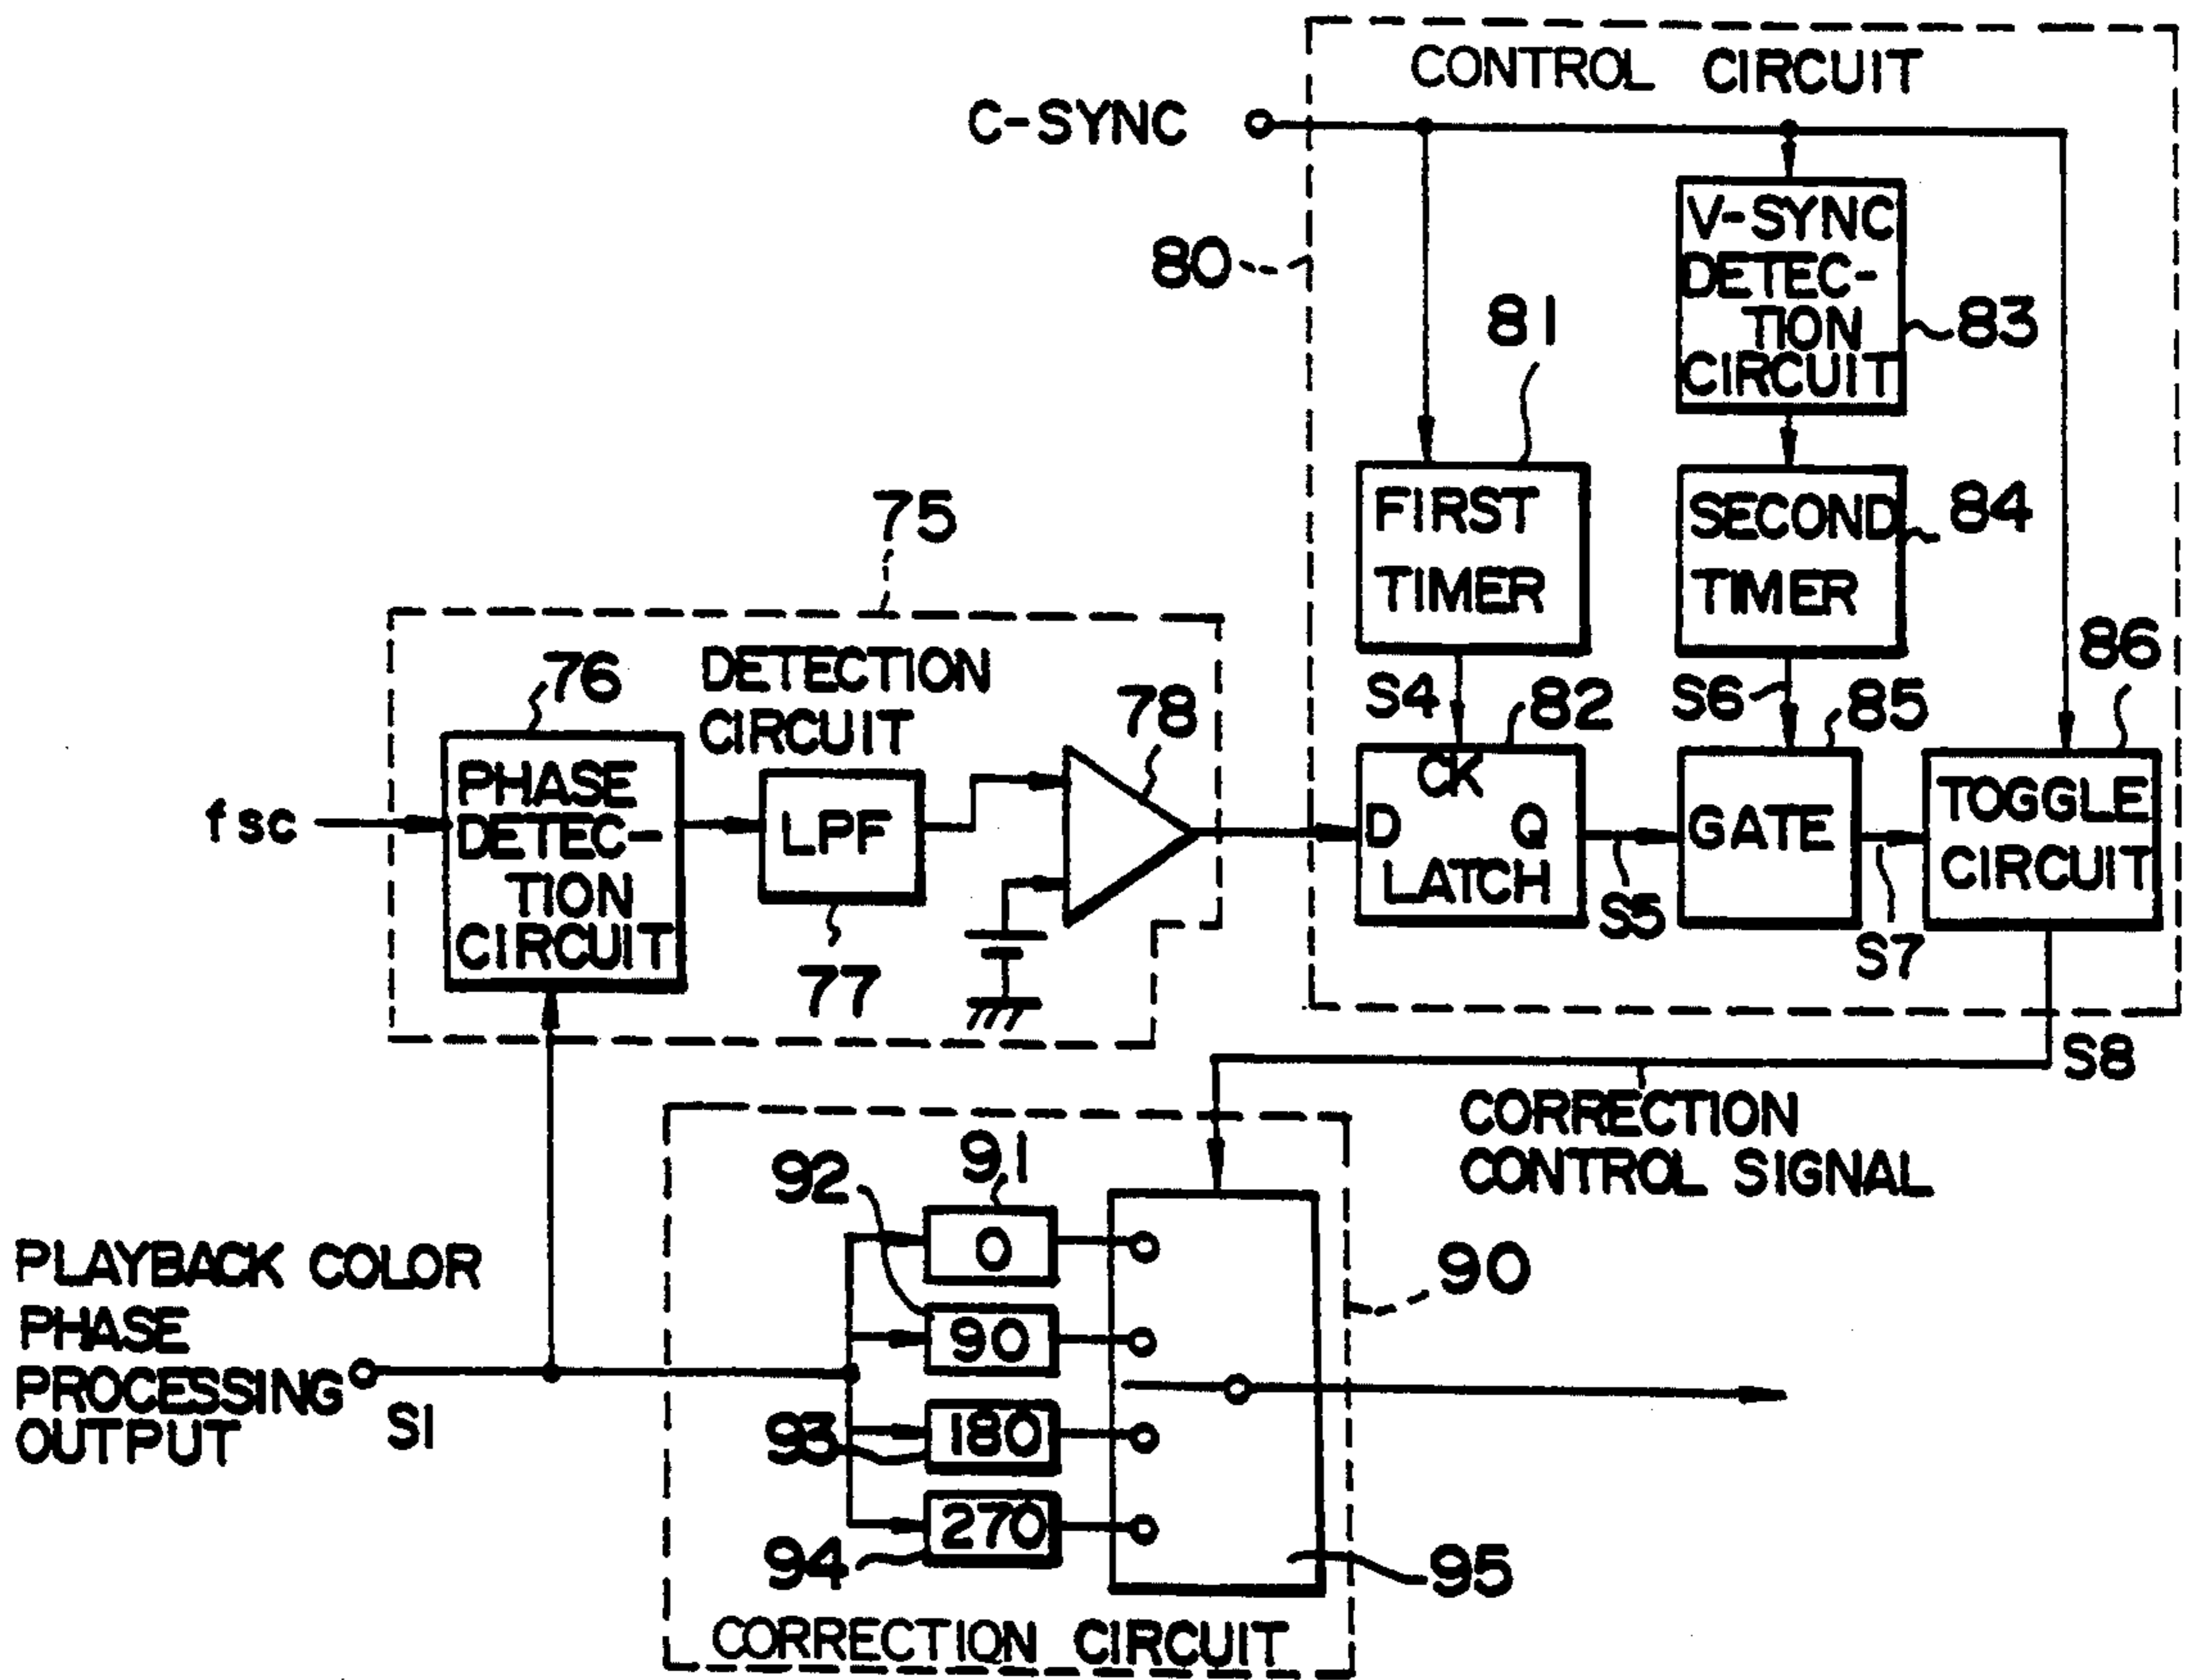 CONTROL CIRCUIT
C-SYNC
V-SYNC
DETEC-
TION
CIRCUIT
80
83
81
FIRST
TIMER
SECOND
TIMER
84
75
86
76
DETECTION
CIRCUIT
78
S4
82
S6
85
fsc
PHASE
DETEC-
TION
CIRCUIT
LPF
77
CK
D Q
LATCH
S5
GATE
S7
TOGGLE
CIRCUIT
S8
CORRECTION
CONTROL SIGNAL
92
91
0
90
90
180
270
93
94
95
PLAYBACK COLOR
PHASE
PROCESSING
OUTPUT
S1
CORRECTION CIRCUIT